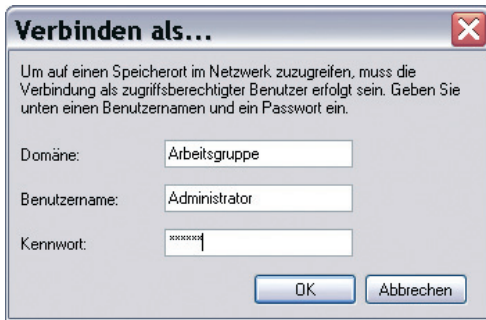 Verbinden als...
Um auf einen Speicherort im Netzwerk zuzugreifen, muss die
Verbindung als zugriffsberechtigter Benutzer erfolgt sein. Geben Sie
unten einen Benutzernamen und ein Passwort ein.
Domäne: Arbeitsgruppe
Benutzername: Administrator
Kennwort: ******
OK Abbrechen